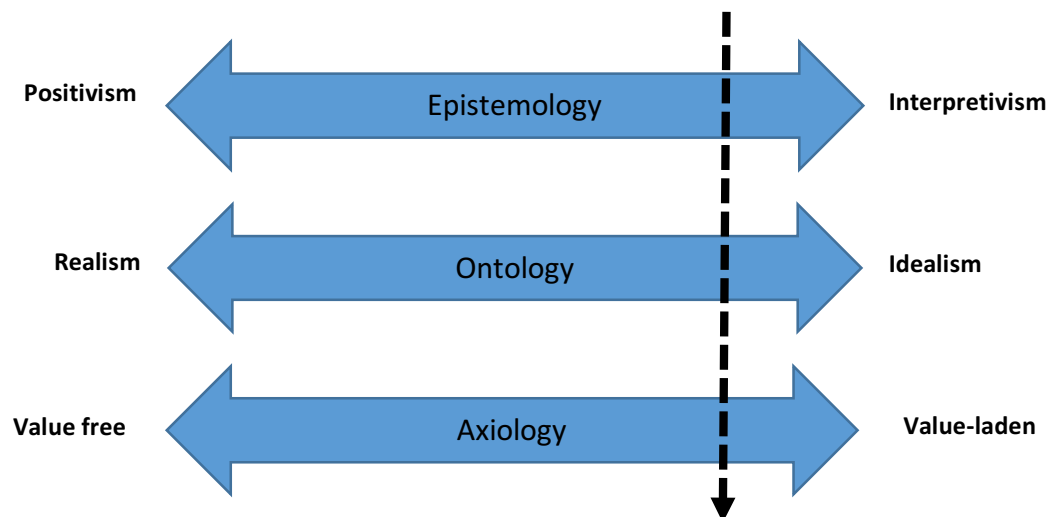 Positivism
Epistemology
Interpretivism
Realism
Ontology
Idealism
Value free
Axiology
Value-laden